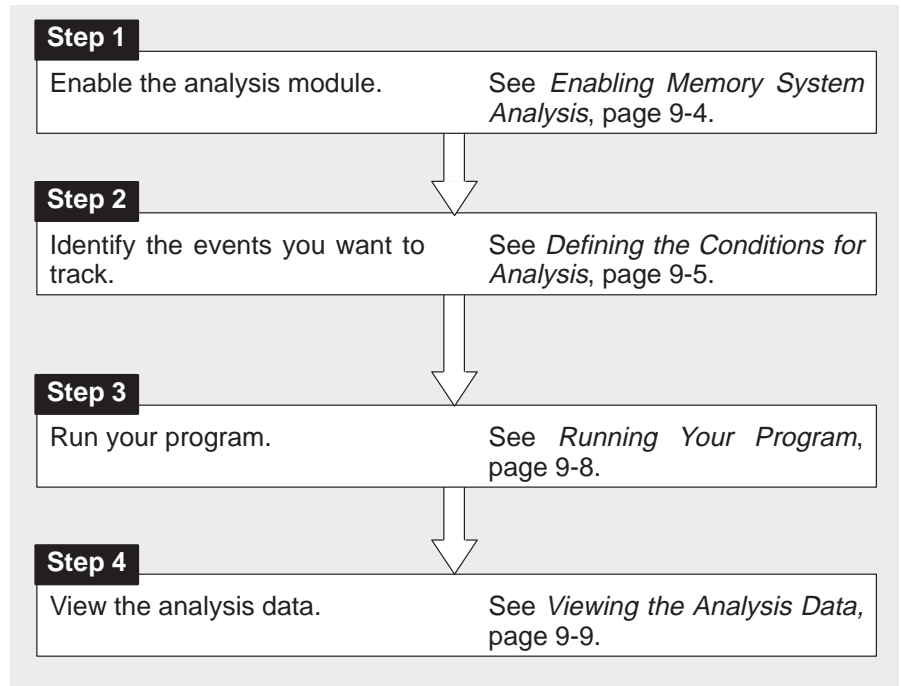 Step 1
Enable the analysis module.
See Enabling Memory System
Analysis, page 9-4.
Step 2
Identify the events you want to
track.
See Defining the Conditions for
Analysis, page 9-5.
Step 3
Run your program.
See Running Your Program,
page 9-8.
Step 4
View the analysis data.
See Viewing the Analysis Data,
page 9-9.